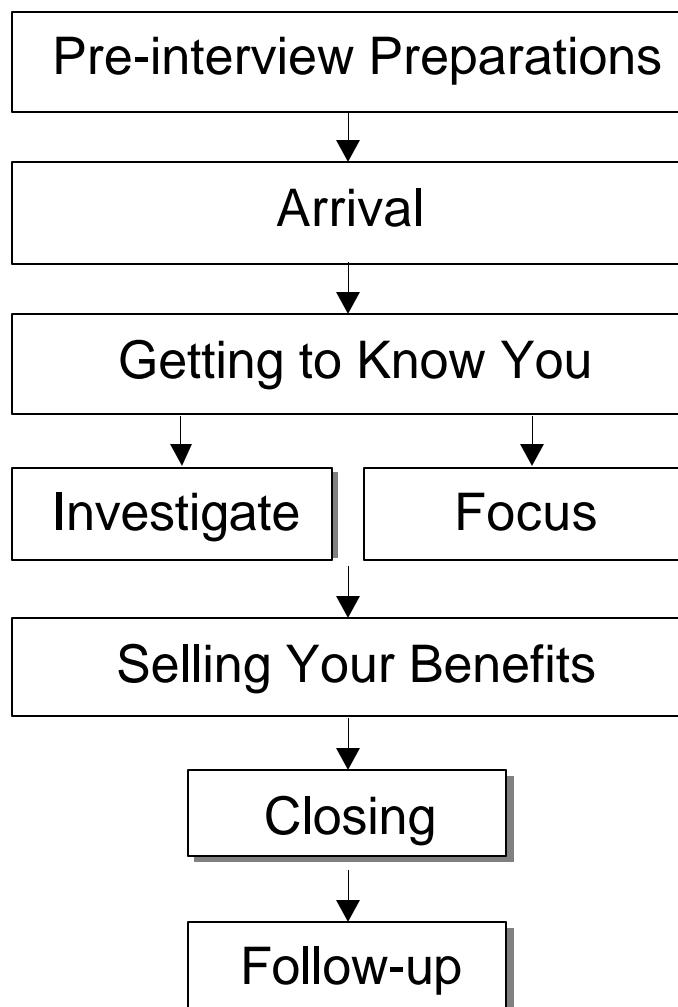 Pre-interview Preparations
Arrival
Getting to Know You
Investigate
Focus
Selling Your Benefits
Closing
Follow-up